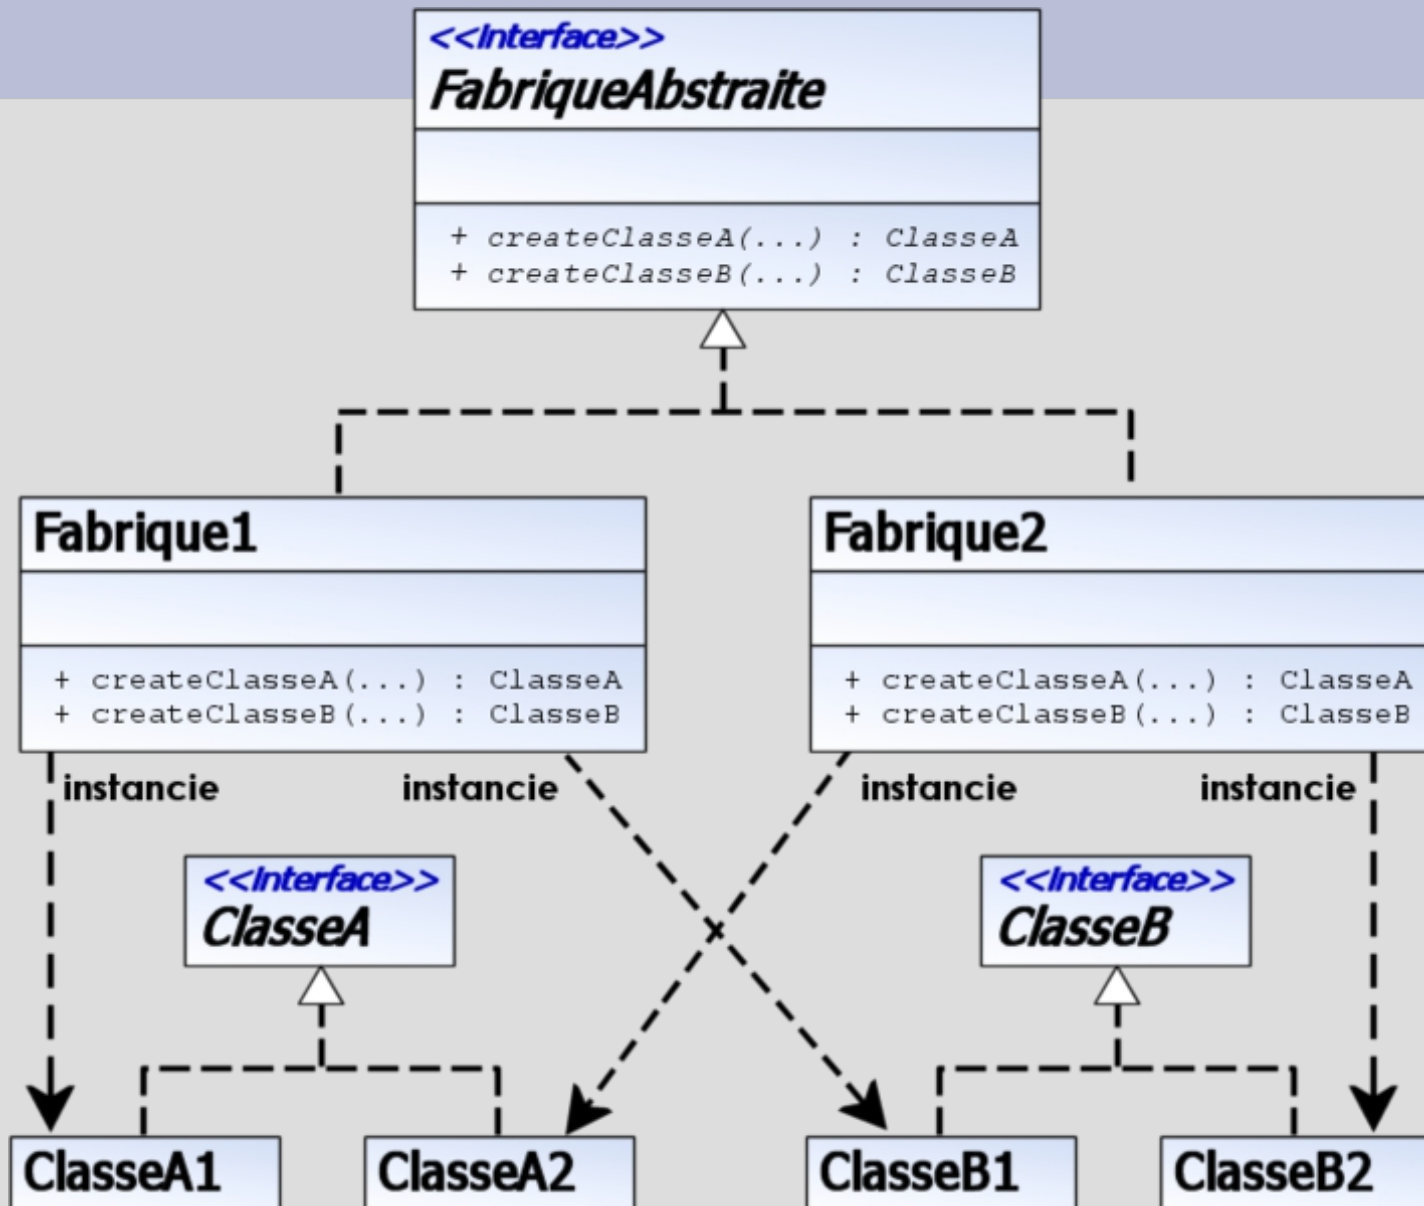 <<Interface>>
FabriqueAbstraite
+ createClasseA(...) : ClasseA
+ createClasseB(...) : ClasseB
Fabrique1
+ createClasseA(...) : ClasseA
+ createClasseB(...) : ClasseB
Fabrique2
+ createClasseA(...) : ClasseA
+ createClasseB(...) : ClasseB
instancie
instancie
instancie
instancie
<<Interface>>
ClasseA
<<Interface>>
ClasseB
ClasseA1
ClasseA2
ClasseB1
ClasseB2